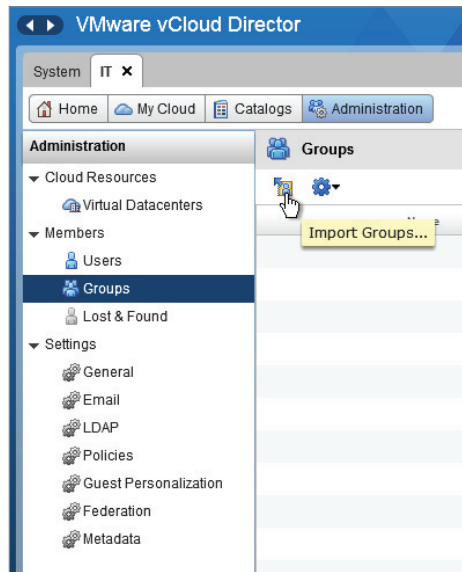 VMware vCloud Director
System IT
Home My Cloud Catalogs Administration
Administration
Groups
Cloud Resources
Virtual Datacenters
Members
Users
Groups
Lost & Found
Settings
General
Email
LDAP
Policies
Guest Personalization
Federation
Metadata
Import Groups...